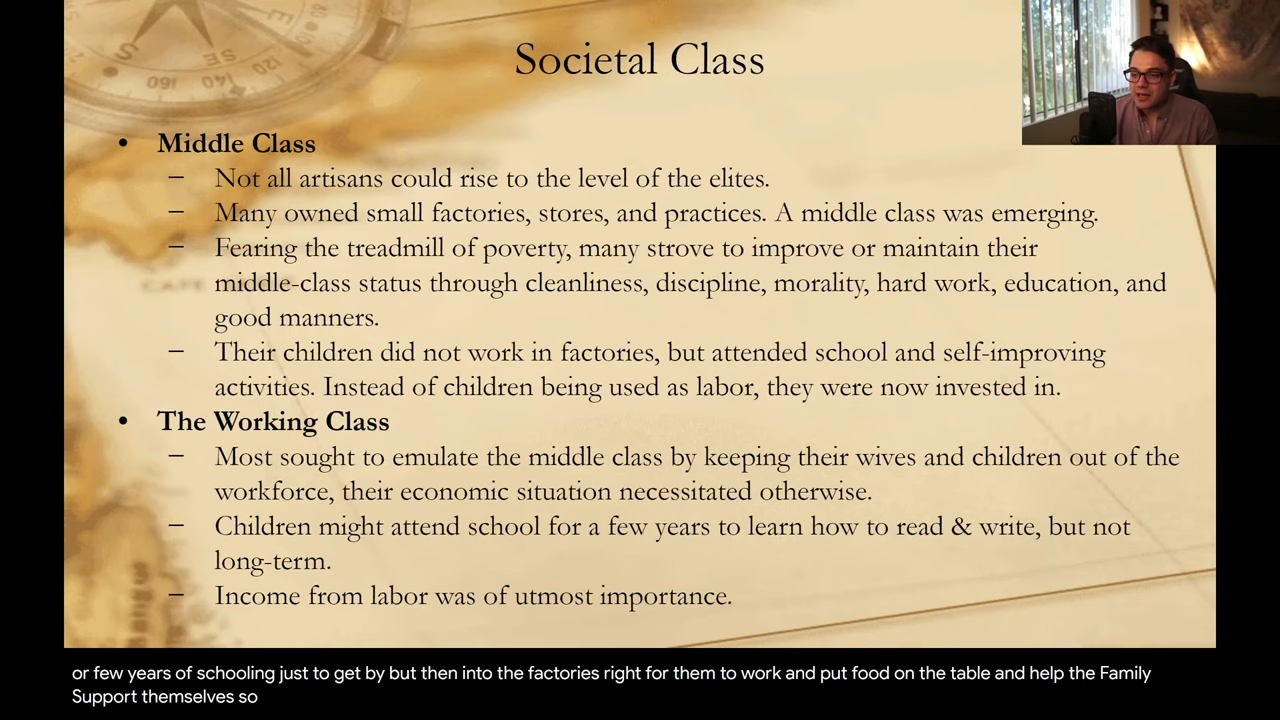 Societal Class
• Middle Class
– Not all artisans could rise to the level of the elites.
– Many owned small factories, stores, and practices. A middle class was emerging.
– Fearing the treadmill of poverty, many strove to improve or maintain their
middle-class status through cleanliness, discipline, morality, hard work, education, and
good manners.
– Their children did not work in factories, but attended school and self-improving
activities. Instead of children being used as labor, they were now invested in.
• The Working Class
– Most sought to emulate the middle class by keeping their wives and children out of the
workforce, their economic situation necessitated otherwise.
– Children might attend school for a few years to learn how to read & write, but not
long-term.
– Income from labor was of utmost importance.
or few years of schooling just to get by but then into the factories right for them to work and put food on the table and help the Family
Support themselves so
S
SE
E
160
140
120